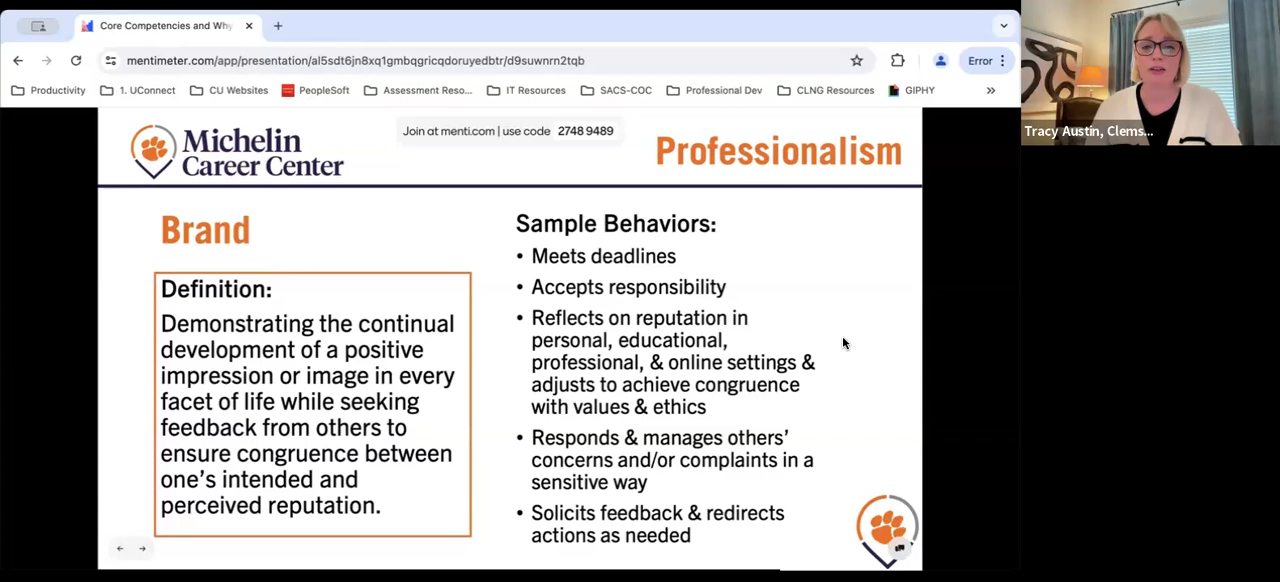 Core Competencies and Why
mentimeter.com/app/presentation/al5sdt6jn8xq1gmbqgricquoruyedbtr/d9suwnrn2tqb
Error
Productivity
1. UConnect
CU Websites
PeopleSoft
Assessment Reso...
IT Resources
SACS-COC
Professional Dev
CLNG Resources
GIPHY
Tracy Austin, Clems...
Michelin
Career Center
Join at menti.com | use code 2748 9489
Professionalism
Brand
Definition:
Demonstrating the continual
development of a positive
impression or image in every
facet of life while seeking
feedback from others to
ensure congruence between
one's intended and
perceived reputation.
Sample Behaviors:
• Meets deadlines
• Accepts responsibility
• Reflects on reputation in
personal, educational,
professional, & online settings &
adjusts to achieve congruence
with values & ethics
• Responds & manages others'
concerns and/or complaints in a
sensitive way
• Solicits feedback & redirects
actions as needed